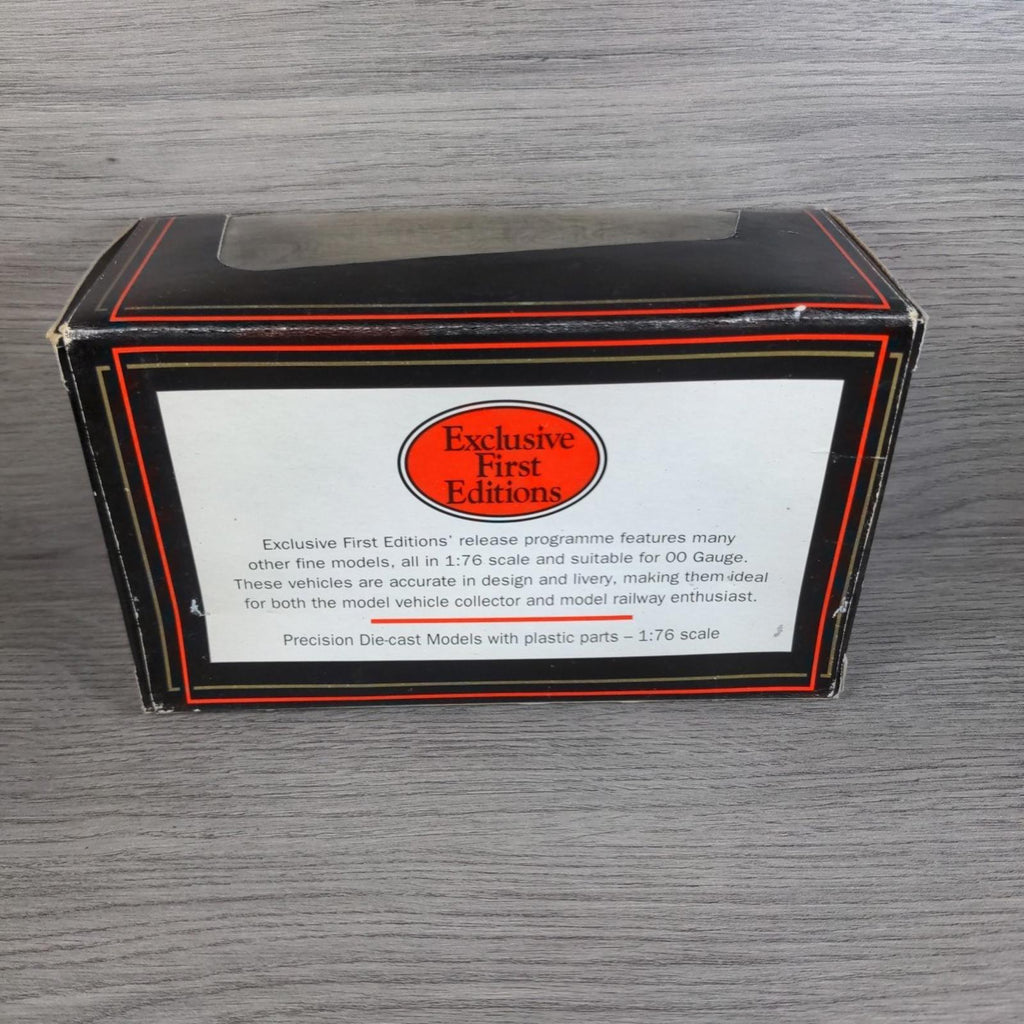 Exclusive
First
Editions
Exclusive First Editions' release programme features many
other fine models, all in 1:76 scale and suitable for 00 Gauge.
These vehicles are accurate in design and livery, making them ideal
for both the model vehicle collector and model railway enthusiast.
Precision Die-cast Models with plastic parts – 1:76 scale